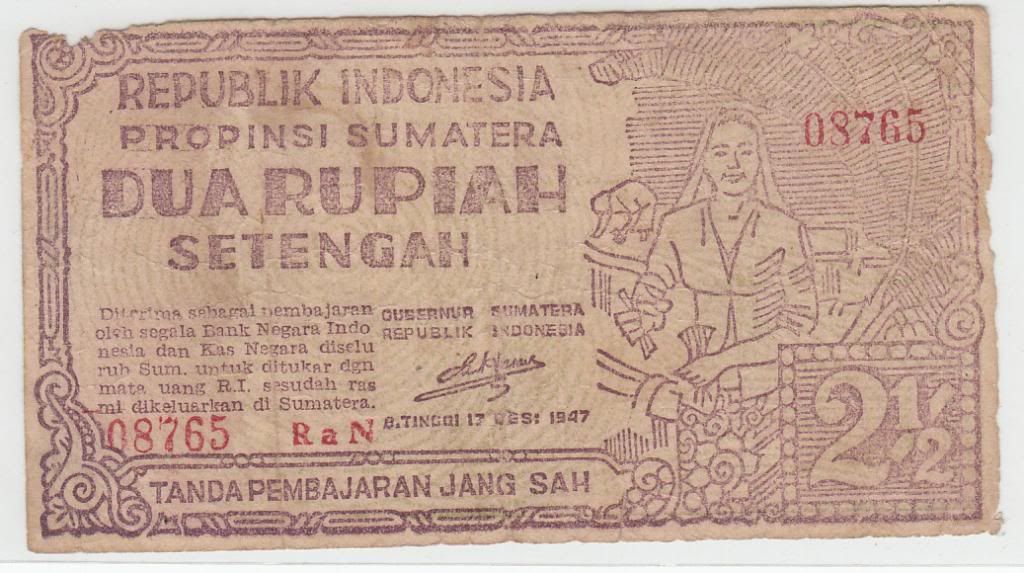 REPUBLIK INDONESIA
PROPINSI SUMATERA
DUA RUPIAH
SETENGAH
08765
Diterima sebagai pembajaran
oleh segala Bank Negara Indo
nesia dan Kas Negara diselu
ruh Sum. untuk ditukar dgn
mata uang R.I. sesudah ras
mi dikeluarkan di Sumatera.
GUBERNUR SUMATERA
REPUBLIK INDONESIA
B.TINGGI 17 DES: 1947
08765 RaN
TANDA PEMBAJARAN JANG SAH
2 1/2